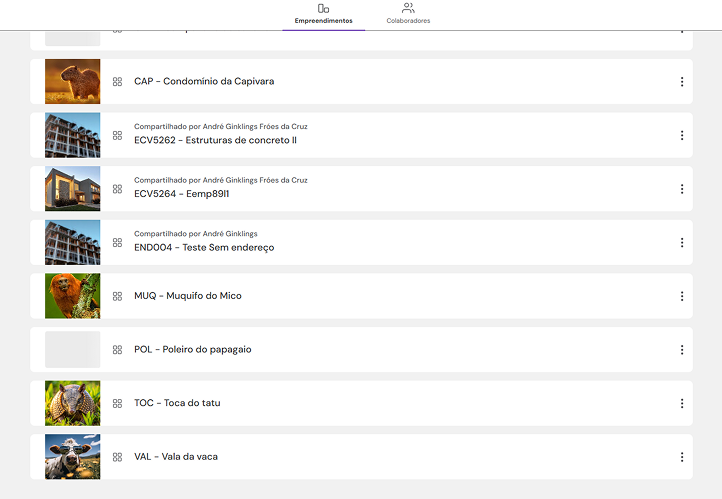 Empreendimentos
Colaboradores
CAP - Condomínio da Capivara
Compartilhado por André Ginklings Fróes da Cruz
ECV5262 - Estruturas de concreto II
Compartilhado por André Ginklings Fróes da Cruz
ECV5264 - Eemp89I1
Compartilhado por André Ginklings
END004 - Teste Sem endereço
MUQ - Muquifo do Mico
POL - Poleiro do papagaio
TOC - Toca do tatu
VAL - Vala da vaca